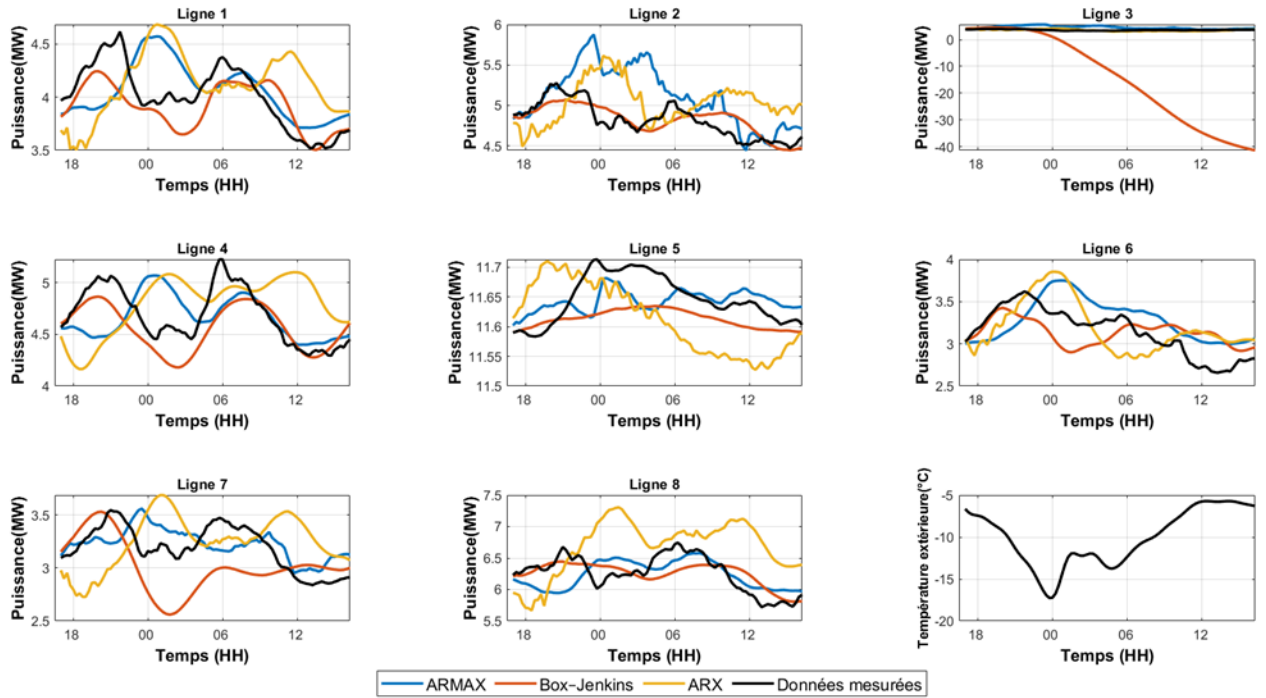 Ligne 1
Puissance(MW)
4.5
4
3.5
18 00 06 12
Temps (HH)
Ligne 2
Puissance(MW)
6
5.5
5
4.5
18 00 06 12
Temps (HH)
Ligne 3
Puissance(MW)
0
-10
-20
-30
-40
18 00 06 12
Temps (HH)
Ligne 4
Puissance(MW)
5
4.5
4
18 00 06 12
Temps (HH)
Ligne 5
Puissance(MW)
11.7
11.65
11.6
11.55
11.5
18 00 06 12
Temps (HH)
Ligne 6
Puissance(MW)
4
3.5
3
2.5
18 00 06 12
Temps (HH)
Ligne 7
Puissance(MW)
3.5
3
2.5
18 00 06 12
Temps (HH)
Ligne 8
Puissance(MW)
7.5
7
6.5
6
5.5
18 00 06 12
Temps (HH)
Température extérieure(°C)
-5
-10
-15
-20
18 00 06 12
Temps (HH)
ARMAX Box-Jenkins ARX Données mesurées